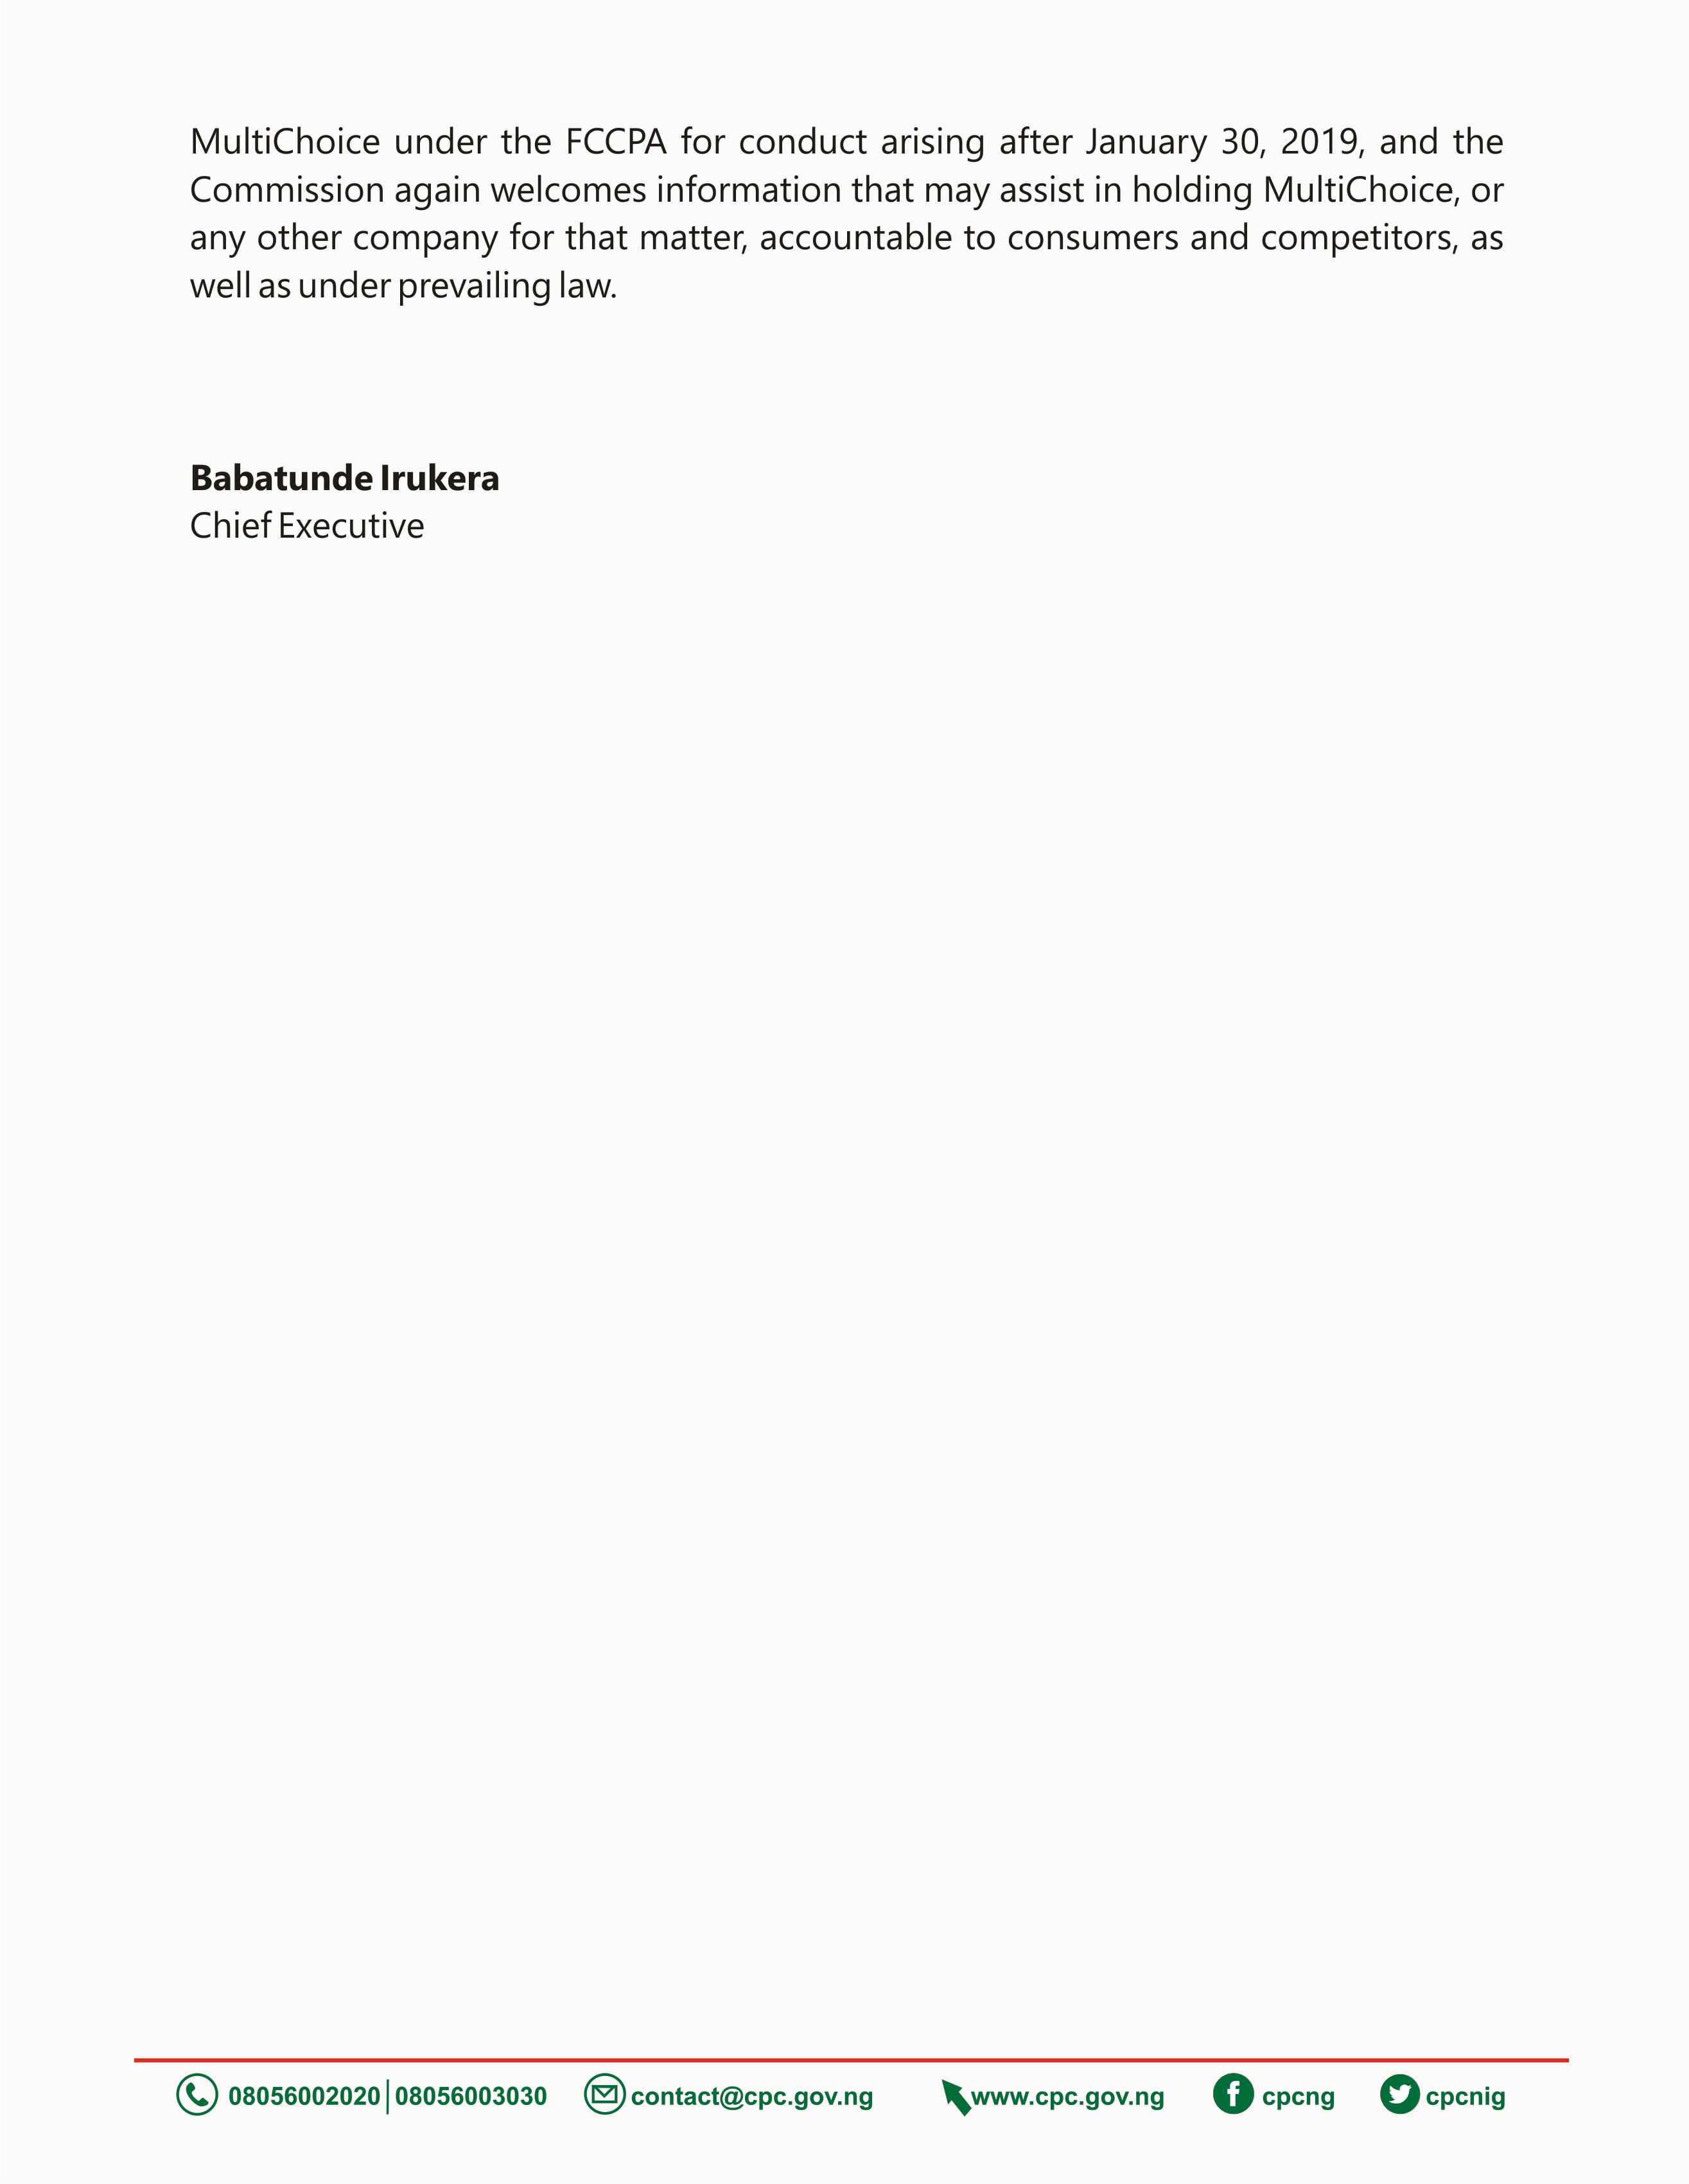 MultiChoice under the FCCPA for conduct arising after January 30, 2019, and the
Commission again welcomes information that may assist in holding MultiChoice, or
any other company for that matter, accountable to consumers and competitors, as
well as under prevailing law.
Babatunde Irukera
Chief Executive
08056002020|08056003030 contact@cpc.gov.ng www.cpc.gov.ng cpcng cpcnig